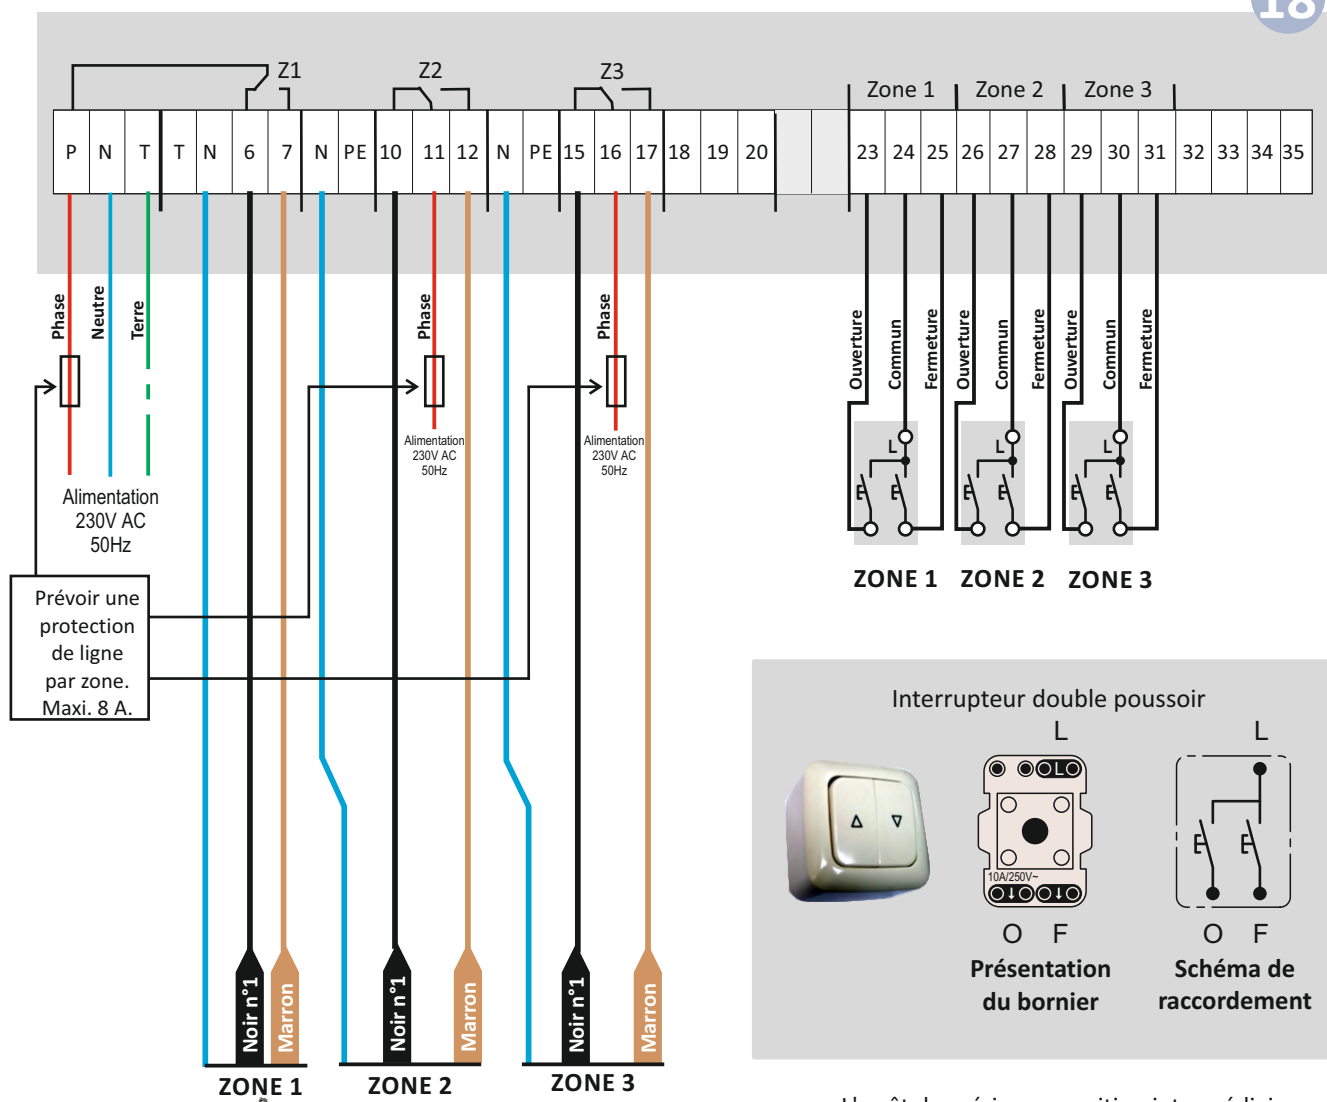 18
Z1
Z2
Z3
Zone 1
Zone 2
Zone 3
P N T T N 6 7 N PE 10 11 12 N PE 15 16 17 18 19 20
23 24 25 26 27 28 29 30 31 32 33 34 35
Phase
Neutre
Terre
Phase
Phase
Ouverture
Commun
Fermeture
Ouverture
Commun
Fermeture
Ouverture
Commun
Fermeture
Alimentation
230V AC
50Hz
Alimentation
230V AC
50Hz
Alimentation
230V AC
50Hz
L
L
L
ZONE 1
ZONE 2
ZONE 3
Prévoir une
protection
de ligne
par zone.
Maxi. 8 A.
Interrupteur double poussoir
L
L
L
10A/250V~
O F
O F
Présentation
du bornier
Schéma de
raccordement
Noir n°1
Marron
Noir n°1
Marron
Noir n°1
Marron
ZONE 1
ZONE 2
ZONE 3